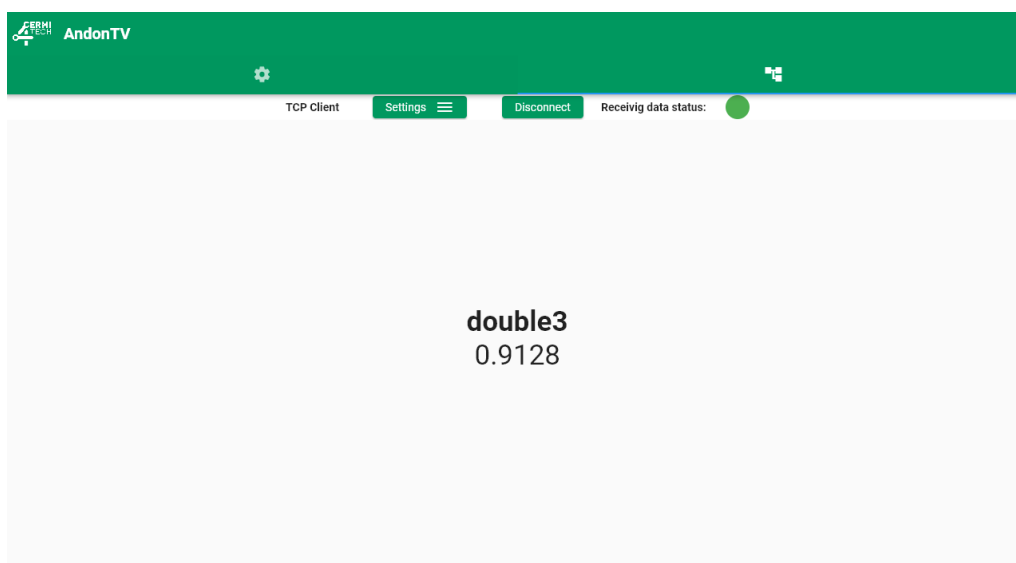 FERMI
TECH
AndonTV
TCP Client Settings Disconnect Receivig data status:
double3
0.9128